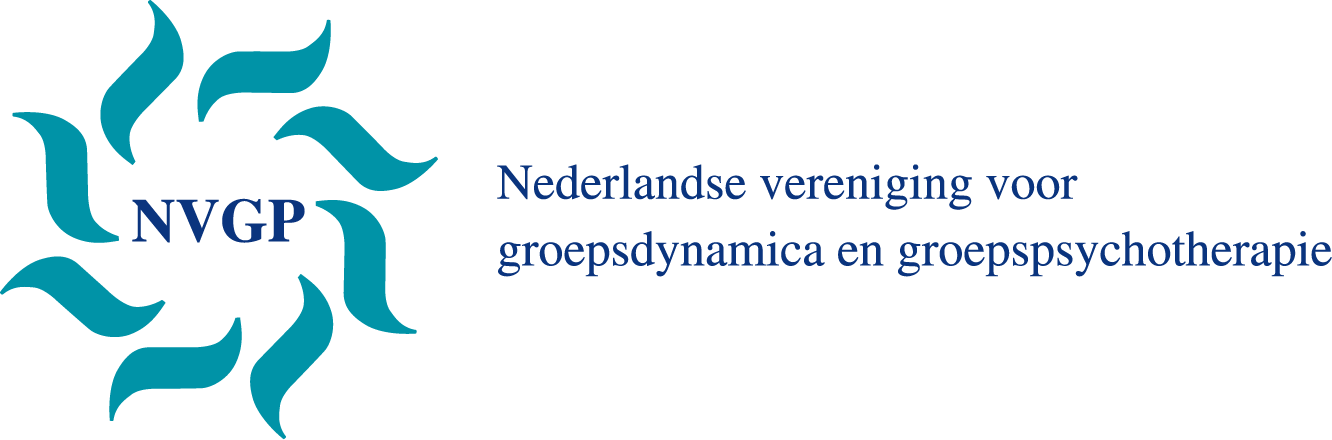 NVGP
Nederlandse vereniging voor
groepsdynamica en groepspsychotherapie